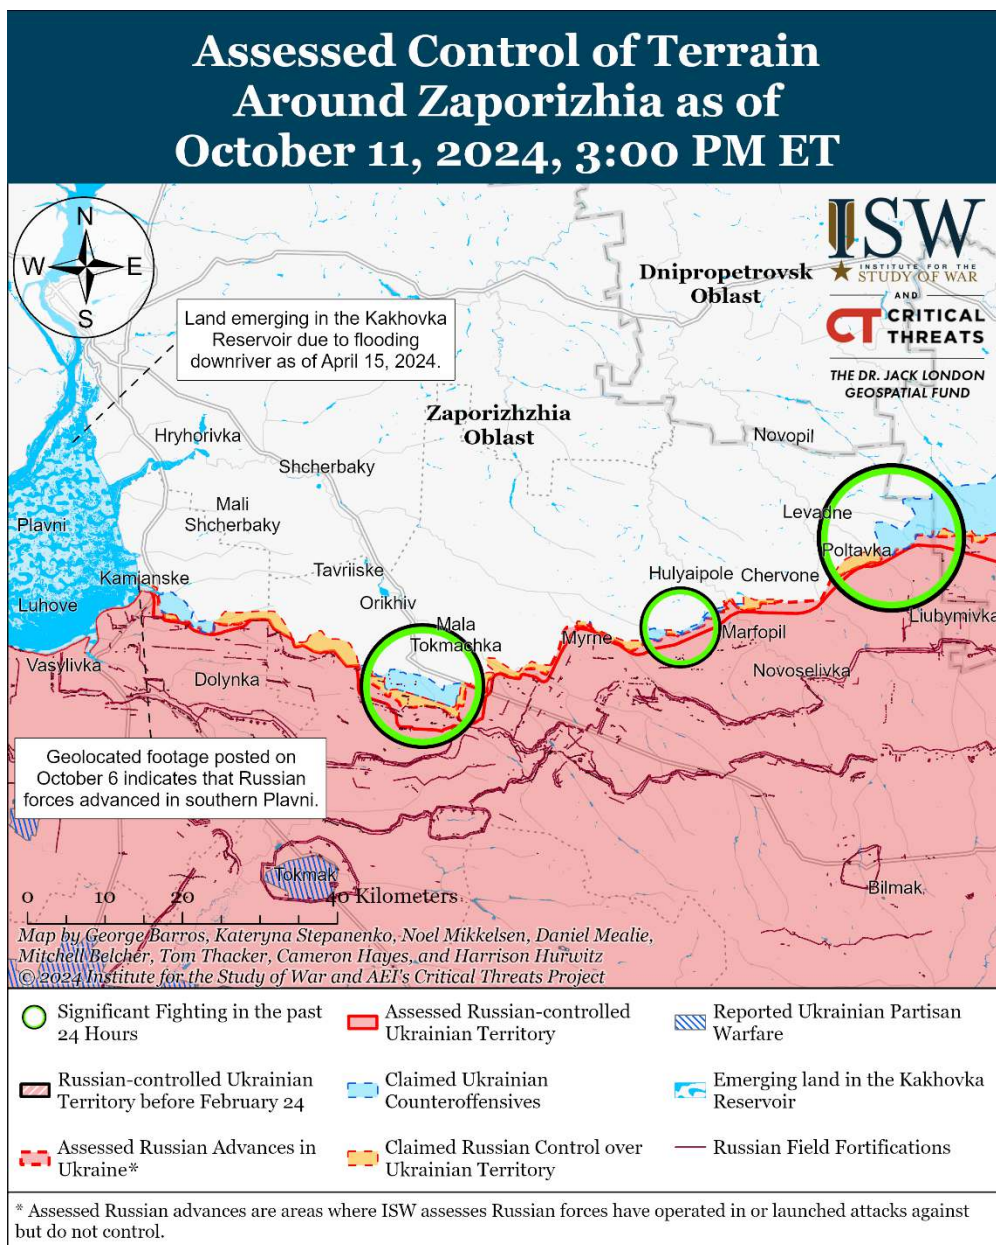 Assessed Control of Terrain
Around Zaporizhia as of
October 11, 2024, 3:00 PM ET
N
W
E
S
ISW
INSTITUTE FOR THE
STUDY OF WAR
AND
CT CRITICAL
THREATS
THE DR. JACK LONDON
GEOSPATIAL FUND
Dnipropetrovsk
Oblast
Land emerging in the Kakhovka
Reservoir due to flooding
downriver as of April 15, 2024.
Zaporizhzhia
Oblast
Hryhorivka
Novopil
Shcherbaky
Mali
Shcherbaky
Levadne
Plavni
Poltavka
Tavriiske
Hulyaipole
Chervone
Kamianske
Orikhiv
Luhove
Mala
Tokmachka
Liubymivka
Myrne
Marfopil
Vasylivka
Dolynka
Novoselivka
Geolocated footage posted on
October 6 indicates that Russian
forces advanced in southern Plavni.
Tokmak
Bilmak
0 10 20 40 Kilometers
Map by George Barros, Kateryna Stepanenko, Noel Mikkelsen, Daniel Mealie,
Mitchell Belcher, Tom Thacker, Cameron Hayes, and Harrison Hurwitz
© 2024 Institute for the Study of War and AEI's Critical Threats Project
Significant Fighting in the past
24 Hours
Assessed Russian-controlled
Ukrainian Territory
Reported Ukrainian Partisan
Warfare
Russian-controlled Ukrainian
Territory before February 24
Claimed Ukrainian
Counteroffensives
Emerging land in the Kakhovka
Reservoir
Assessed Russian Advances in
Ukraine*
Claimed Russian Control over
Ukrainian Territory
Russian Field Fortifications
* Assessed Russian advances are areas where ISW assesses Russian forces have operated in or launched attacks against
but do not control.